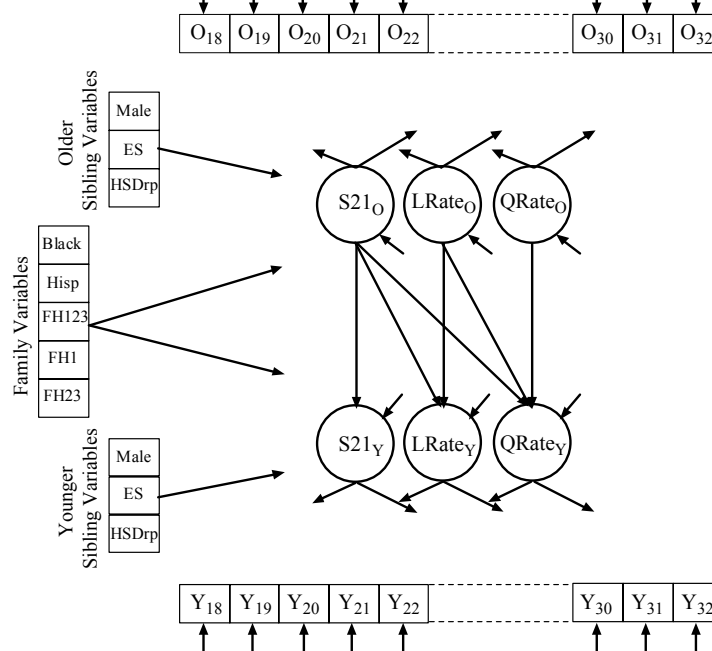 O18 O19 O20 O21 O22 O30 O31 O32
Older
Sibling Variables
Male
ES
HSDrp
S21O LRateO QRateO
Family Variables
Black
Hisp
FH123
FH1
FH23
S21Y LRateY QRateY
Younger
Sibling Variables
Male
ES
HSDrp
Y18 Y19 Y20 Y21 Y22 Y30 Y31 Y32